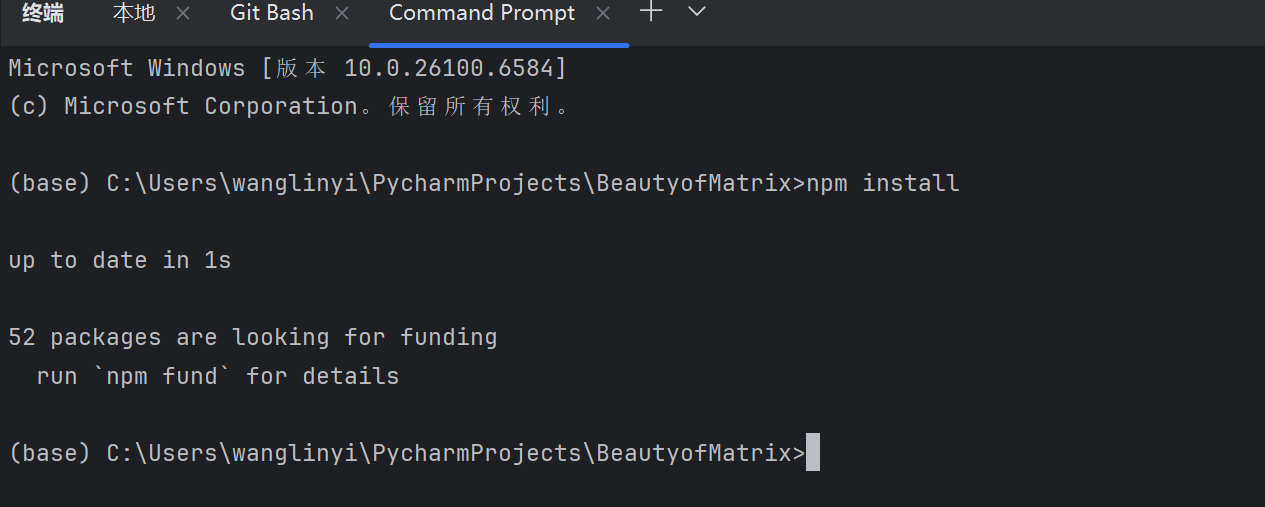 终端 本地 Git Bash Command Prompt
Microsoft Windows [版本 10.0.26100.6584]
(c) Microsoft Corporation。保留所有权利。
(base) C:\Users\wanglinyi\PycharmProjects\BeautyofMatrix>npm install
up to date in 1s
52 packages are looking for funding
  run `npm fund` for details
(base) C:\Users\wanglinyi\PycharmProjects\BeautyofMatrix>